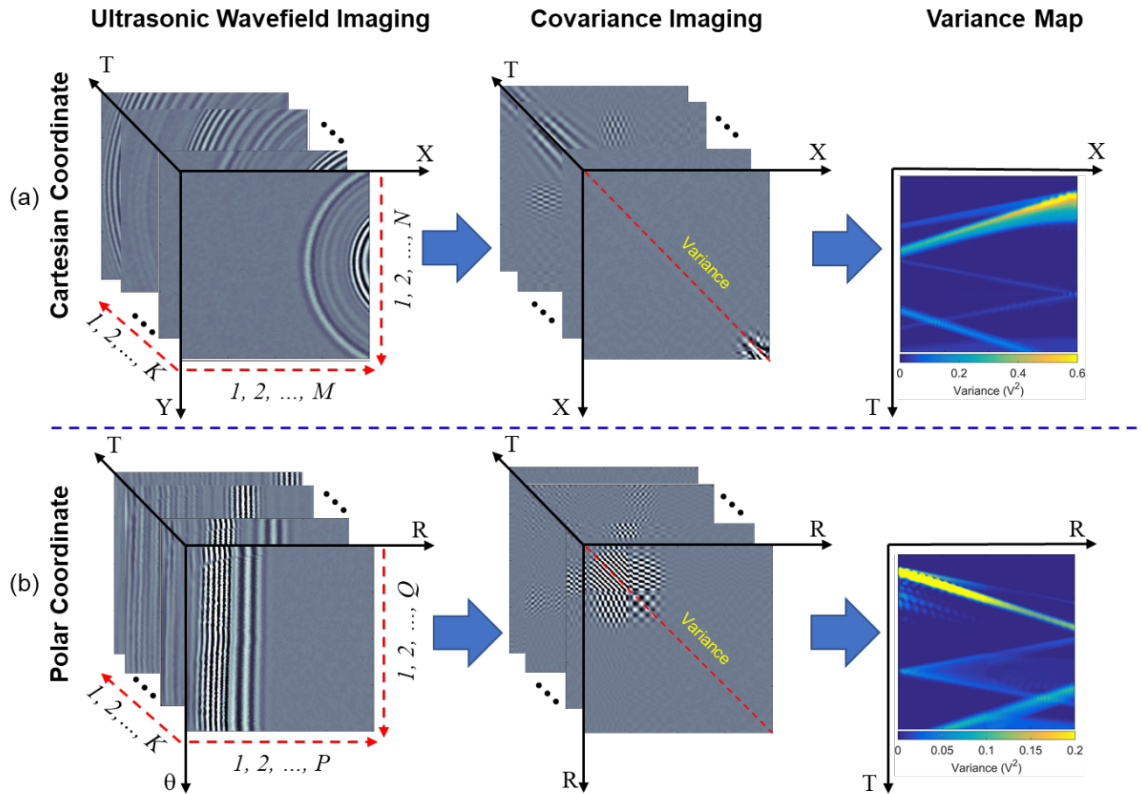 Ultrasonic Wavefield Imaging
Covariance Imaging
Variance Map
(a)
Cartesian Coordinate
T
X
Y
1, 2, ..., N
1, 2, ..., M
1, 2,..., K
T
X
X
Variance
X
T
0
0.2
0.4
0.6
Variance (V²)
(b)
Polar Coordinate
T
R
θ
1, 2, ..., Q
1, 2, ..., P
1, 2,..., K
T
R
R
Variance
R
T
0
0.05
0.1
0.15
0.2
Variance (V²)